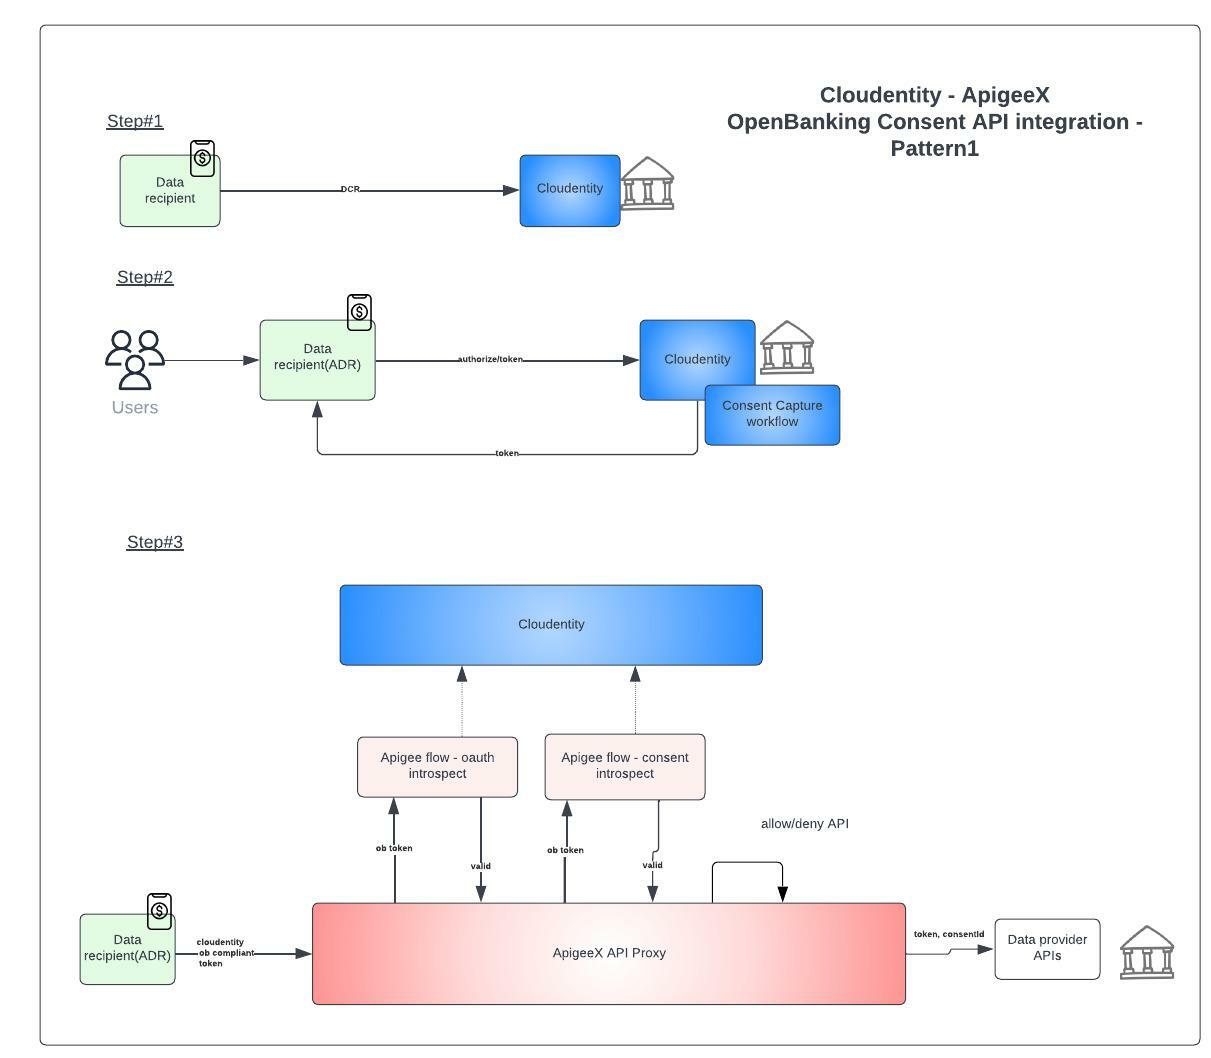 Cloudentity - ApigeeX
OpenBanking Consent API integration -
Pattern1
Step#1
Data
recipient
DCR
Cloudentity
Step#2
Users
Data
recipient(ADR)
authorize/token
Cloudentity
Consent Capture
workflow
token
Step#3
Cloudentity
Apigee flow - oauth
introspect
Apigee flow - consent
introspect
ob token
valid
ob token
valid
allow/deny API
Data
recipient(ADR)
cloudentity
ob compliant
token
ApigeeX API Proxy
token, consentId
Data provider
APIs